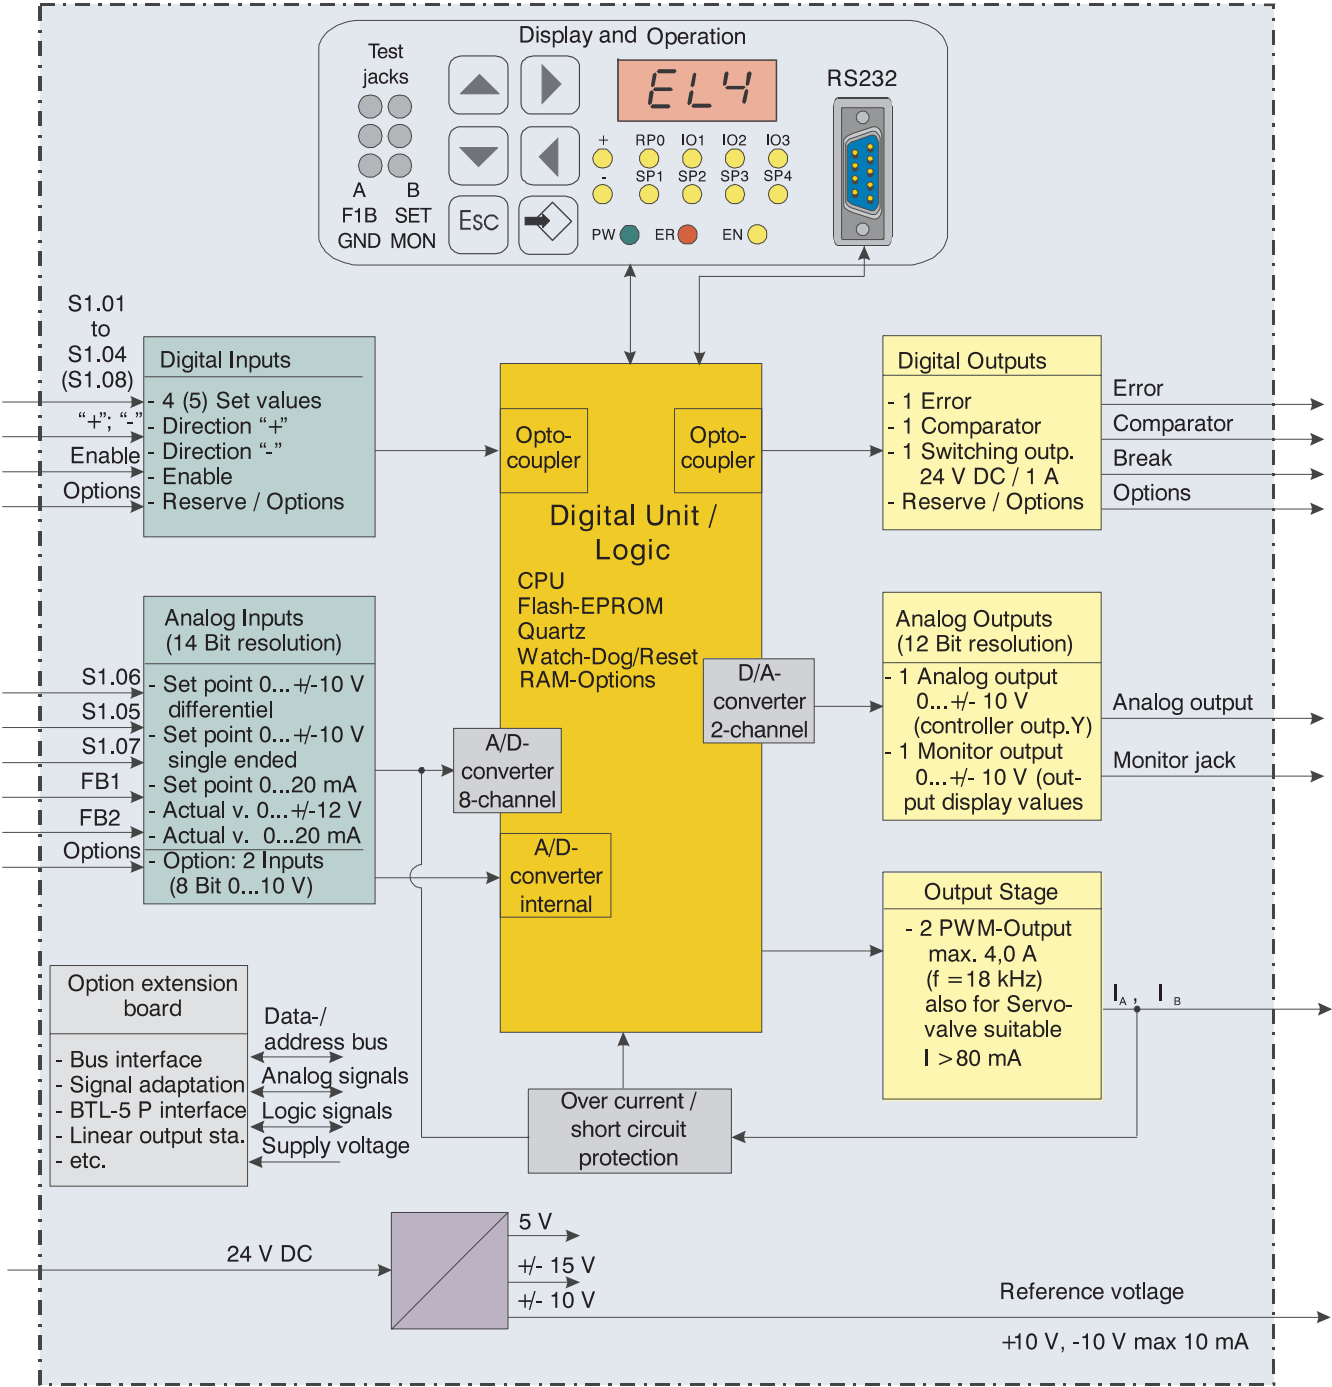 Display and Operation
Test
jacks
EL4
RS232
+ RP0 IO1 IO2 IO3
- SP1 SP2 SP3 SP4
A B
F1B SET
GND MON
Esc
PW ER EN
S1.01
to
S1.04
(S1.08)
“+”; “-”
Enable
Options
Digital Inputs
- 4 (5) Set values
- Direction “+”
- Direction “-”
- Enable
- Reserve / Options
Opto-
coupler
Opto-
coupler
Digital Unit /
Logic
CPU
Flash-EPROM
Quartz
Watch-Dog/Reset
RAM-Options
Digital Outputs
- 1 Error
- 1 Comparator
- 1 Switching outp.
24 V DC / 1 A
- Reserve / Options
Error
Comparator
Break
Options
S1.06
S1.05
S1.07
FB1
FB2
Options
Analog Inputs
(14 Bit resolution)
- Set point 0...+/-10 V
differentiel
- Set point 0...+/-10 V
single ended
- Set point 0...20 mA
- Actual v. 0...+/-12 V
- Actual v. 0...20 mA
- Option: 2 Inputs
(8 Bit 0...10 V)
A/D-
converter
8-channel
A/D-
converter
internal
D/A-
converter
2-channel
Analog Outputs
(12 Bit resolution)
- 1 Analog output
0...+/- 10 V
(controller outp.Y)
- 1 Monitor output
0...+/- 10 V (out-
put display values
Analog output
Monitor jack
Output Stage
- 2 PWM-Output
max. 4,0 A
(f =18 kHz)
also for Servo-
valve suitable
I >80 mA
IA, IB
Option extension
board
- Bus interface
- Signal adaptation
- BTL-5 P interface
- Linear output sta.
- etc.
Data-/
address bus
Analog signals
Logic signals
Supply voltage
Over current /
short circuit
protection
24 V DC
5 V
+/- 15 V
+/- 10 V
Reference votlage
+10 V, -10 V max 10 mA